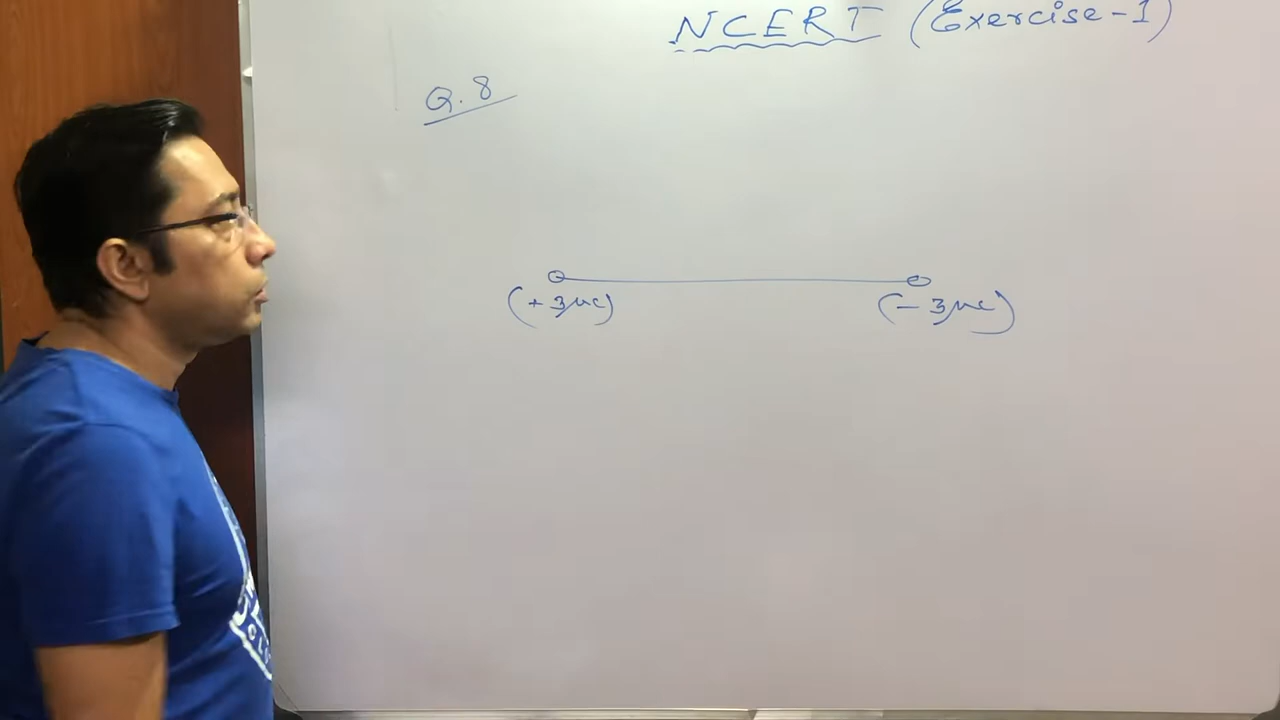 NCERT (Exercise-1)
Q. 8
(+3μc) (-3μc)